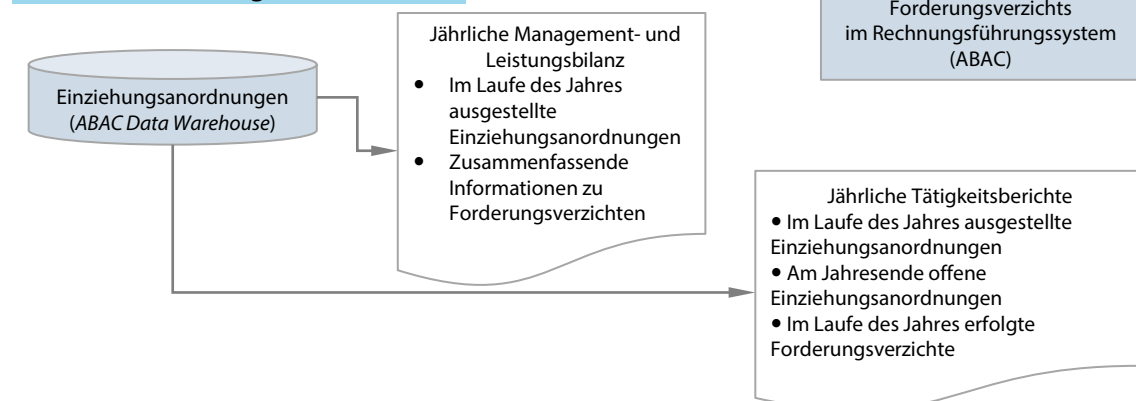 Forderungsverzichts
im Rechnungsführungssystem
(ABAC)
Jährliche Management- und
Leistungsbilanz
• Im Laufe des Jahres
ausgestellte
Einziehungsanordnungen
• Zusammenfassende
Informationen zu
Forderungsverzichten
Einziehungsanordnungen
(ABAC Data Warehouse)
Jährliche Tätigkeitsberichte
• Im Laufe des Jahres ausgestellte
Einziehungsanordnungen
• Am Jahresende offene
Einziehungsanordnungen
• Im Laufe des Jahres erfolgte
Forderungsverzichte